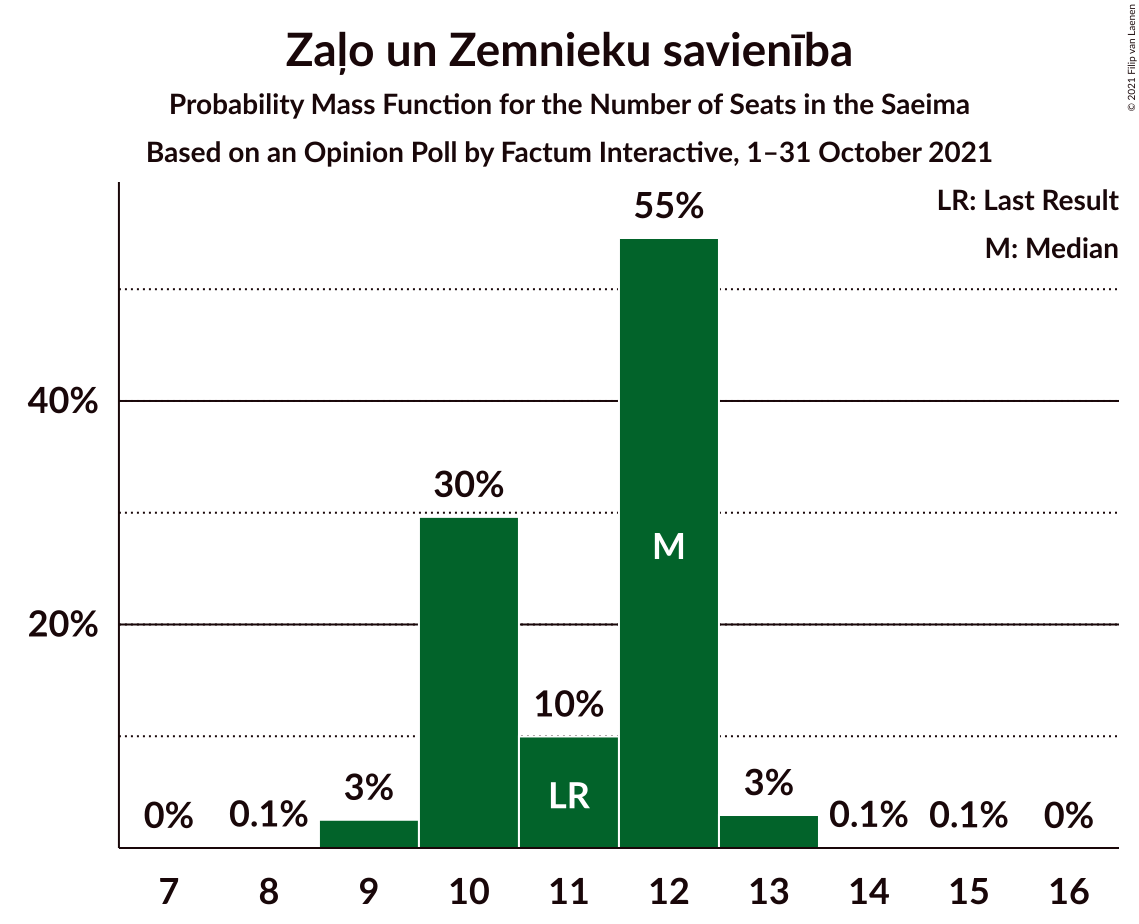 Zaļo un Zemnieku savienība
Probability Mass Function for the Number of Seats in the Saeima
Based on an Opinion Poll by Factum Interactive, 1–31 October 2021
© 2021 Filip van Laenen
LR: Last Result
M: Median
40%
20%
0%
0.1%
3%
30%
10%
55%
3%
0.1%
0.1%
0%
LR
M
7 8 9 10 11 12 13 14 15 16